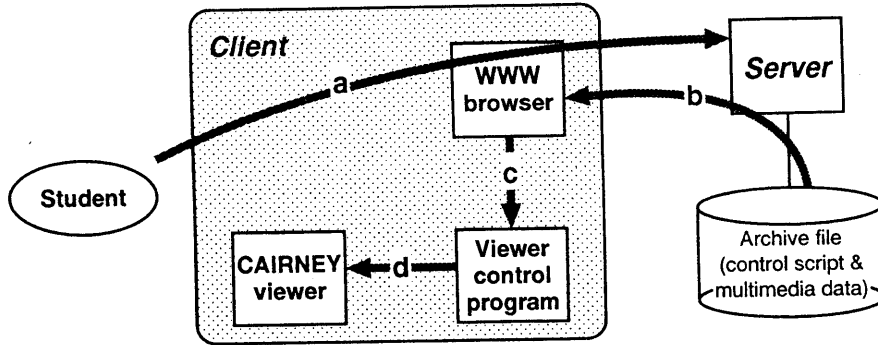 Client
WWW
browser
Server
a
b
c
Student
CAIRNEY
viewer
d
Viewer
control
program
Archive file
(control script &
multimedia data)